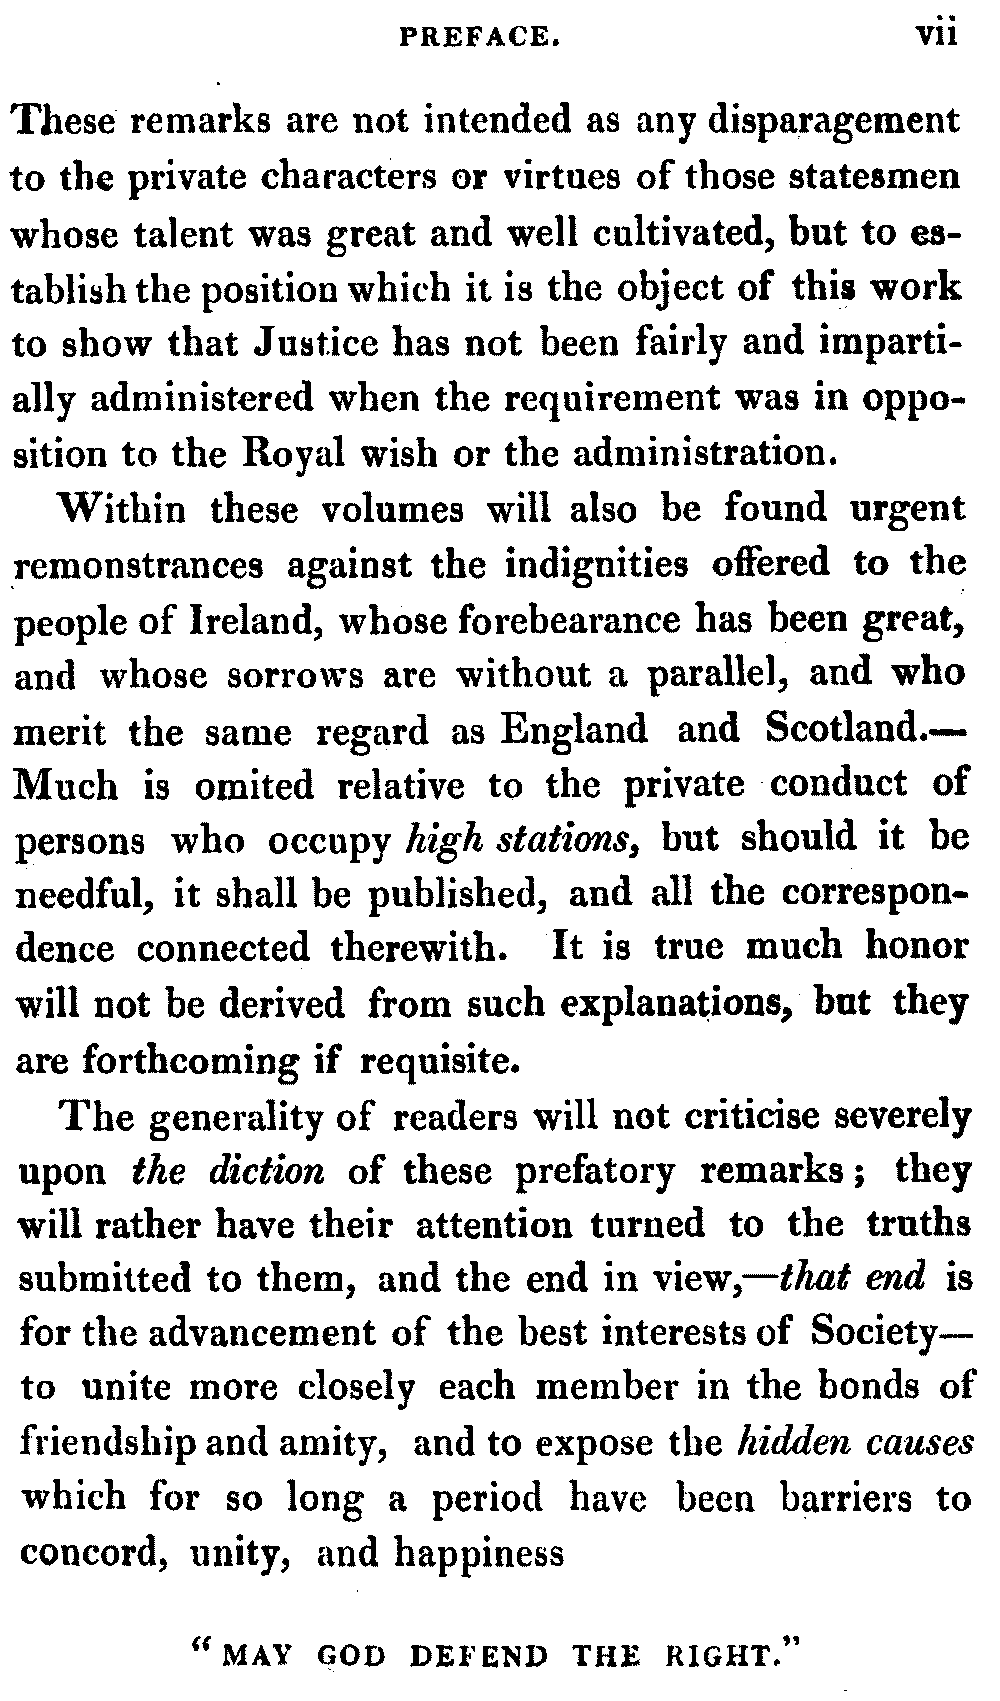 PREFACE. vii
These remarks are not intended as any disparagement
to the private characters or virtues of those statesmen
whose talent was great and well cultivated, but to es-
tablish the position which it is the object of this work
to show that Justice has not been fairly and imparti-
ally administered when the requirement was in oppo-
sition to the Royal wish or the administration.
Within these volumes will also be found urgent
remonstrances against the indignities offered to the
people of Ireland, whose forebearance has been great,
and whose sorrows are without a parallel, and who
merit the same regard as England and Scotland.—
Much is omited relative to the private conduct of
persons who occupy high stations, but should it be
needful, it shall be published, and all the correspon-
dence connected therewith. It is true much honor
will not be derived from such explanations, but they
are forthcoming if requisite.
The generality of readers will not criticise severely
upon the diction of these prefatory remarks; they
will rather have their attention turned to the truths
submitted to them, and the end in view,—that end is
for the advancement of the best interests of Society—
to unite more closely each member in the bonds of
friendship and amity, and to expose the hidden causes
which for so long a period have been barriers to
concord, unity, and happiness
"MAY GOD DEFEND THE RIGHT."